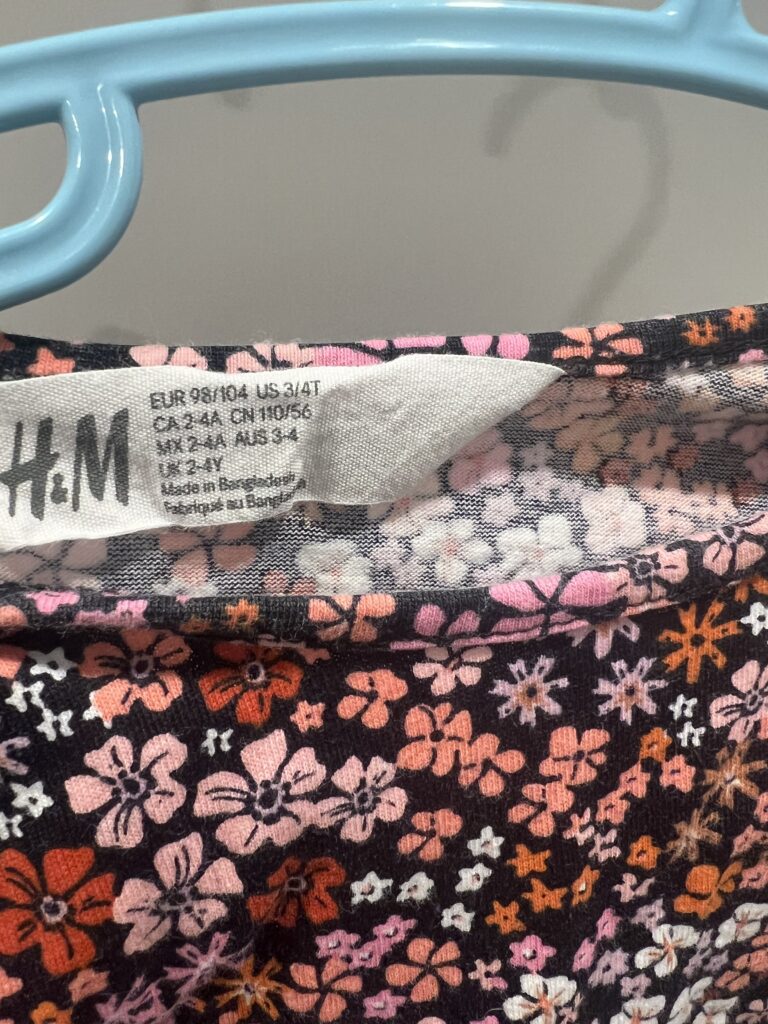 H&M
EUR 98/104 US 3/4T
CA 2-4A CN 110/56
MX 2-4A AUS 3-4
UK 2-4Y
Made in Bangladesh
Fabriqué au